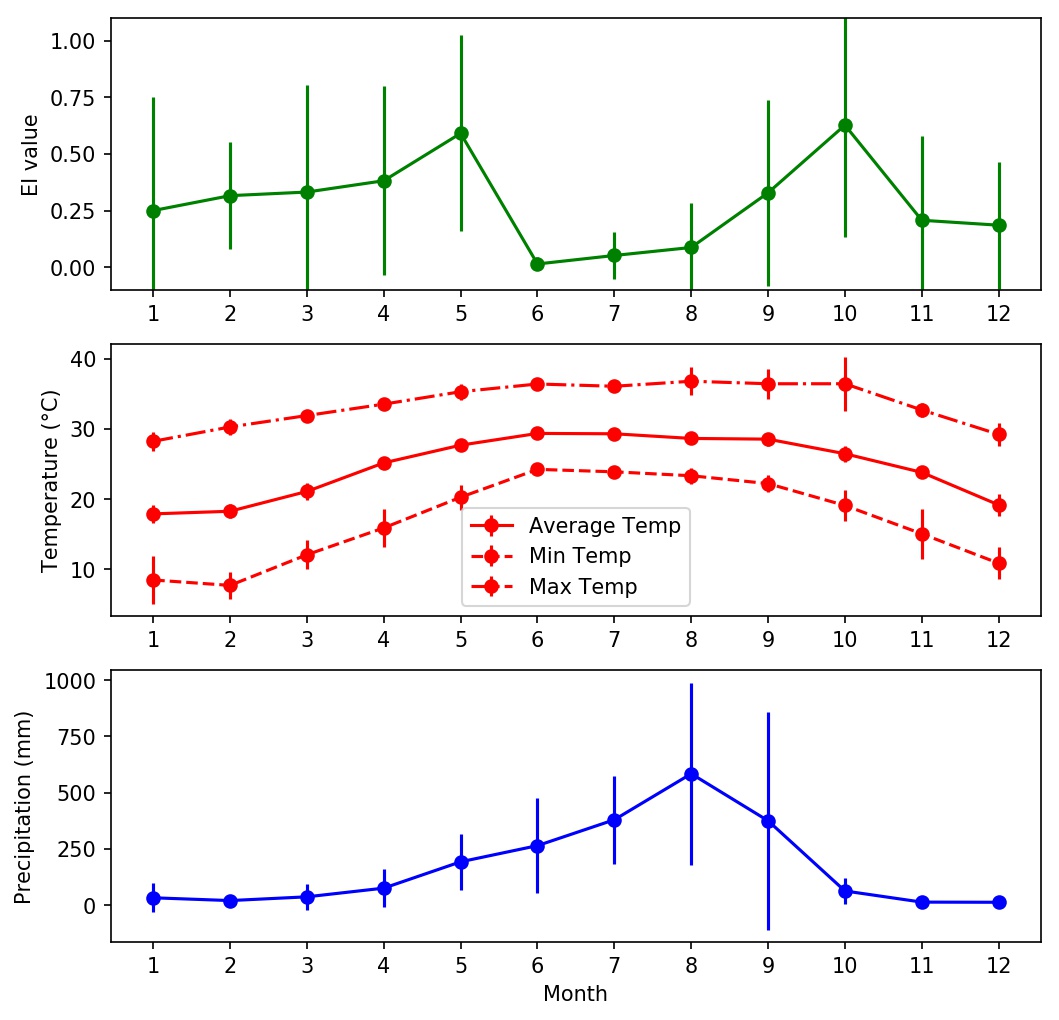 EI value
1.00
0.75
0.50
0.25
0.00
1 2 3 4 5 6 7 8 9 10 11 12
Temperature (°C)
40
30
20
10
Average Temp
Min Temp
Max Temp
1 2 3 4 5 6 7 8 9 10 11 12
Precipitation (mm)
1000
750
500
250
0
1 2 3 4 5 6 7 8 9 10 11 12
Month